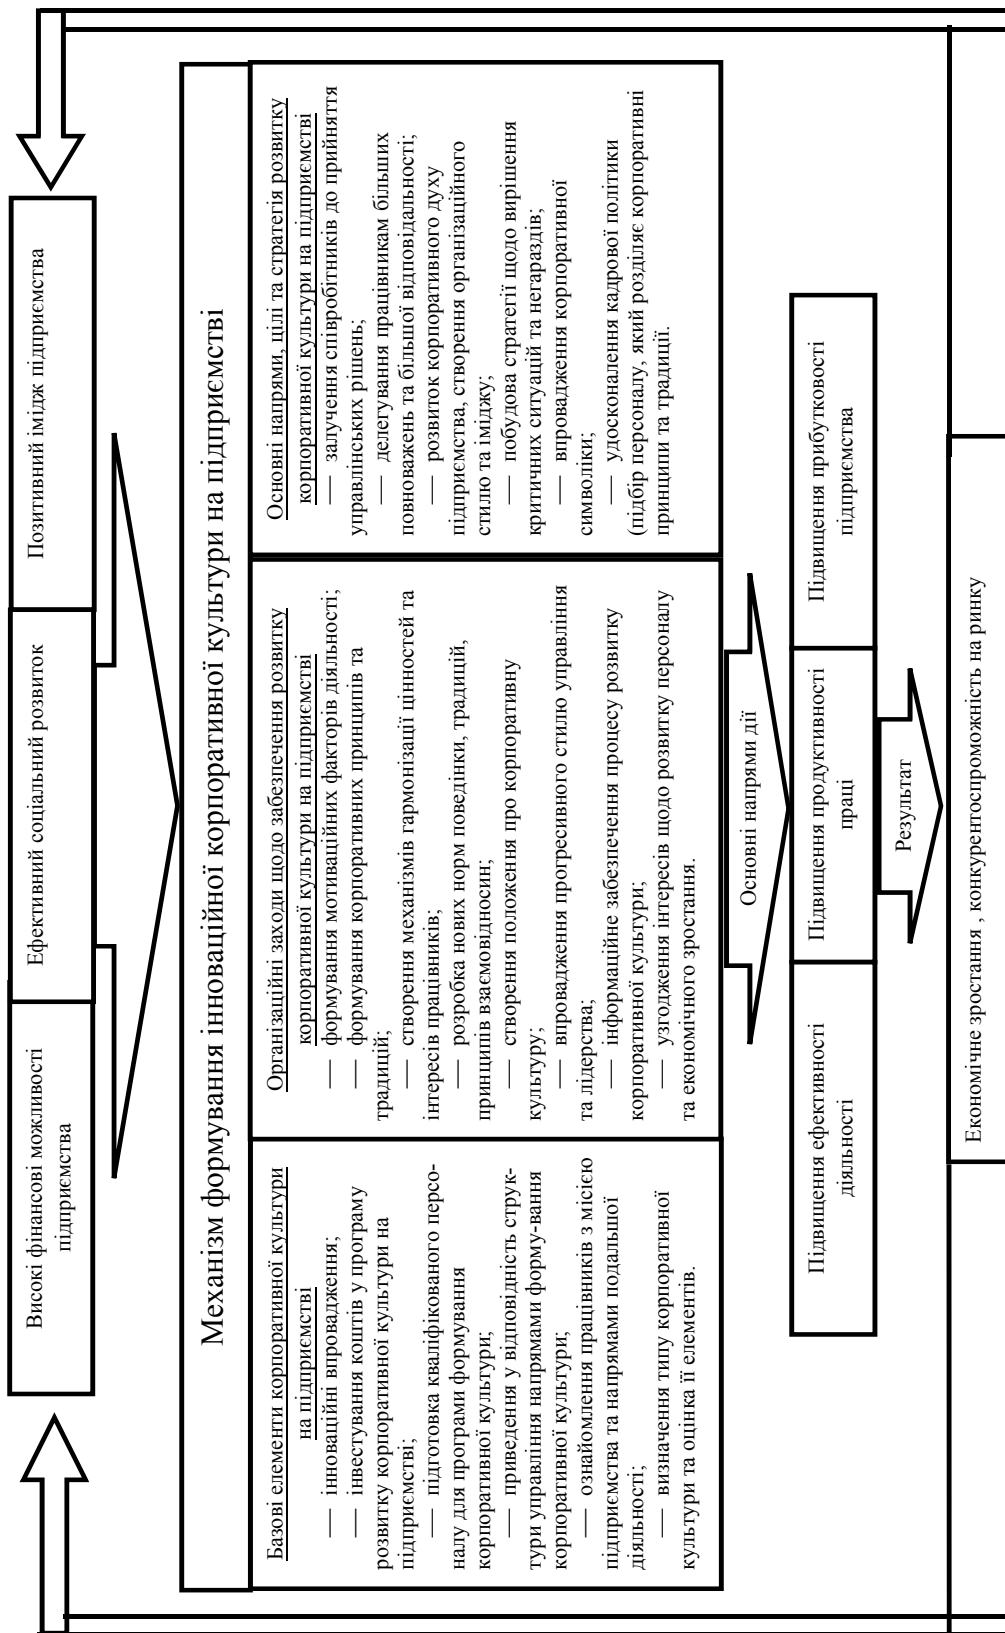 Високі фінансові можливості
підприємства
Ефективний соціальний розвиток
Позитивний імідж підприємства
Механізм формування інноваційної корпоративної культури на підприємстві
Базові елементи корпоративної культури
на підприємстві
— інноваційні впровадження;
— інвестування коштів у програму
розвитку корпоративної культури на
підприємстві;
— підготовка кваліфікованого персо-
налу для програми формування
корпоративної культури;
— приведення у відповідність струк-
тури управління напрямами форму-вання
корпоративної культури;
— ознайомлення працівників з місією
підприємства та напрямами подальшої
діяльності;
— визначення типу корпоративної
культури та оцінка її елементів.
Організаційні заходи щодо забезпечення розвитку
корпоративної культури на підприємстві
— формування мотиваційних факторів діяльності;
— формування корпоративних принципів та
традицій;
— створення механізмів гармонізації цінностей та
інтересів працівників;
— розробка нових норм поведінки, традицій,
принципів взаємовідносин;
— створення положення про корпоративну
культуру;
— впровадження прогресивного стилю управління
та лідерства;
— інформаційне забезпечення процесу розвитку
корпоративної культури;
— узгодження інтересів щодо розвитку персоналу
та економічного зростання.
Основні напрями, цілі та стратегія розвитку
корпоративної культури на підприємстві
— залучення співробітників до прийняття
управлінських рішень;
— делегування працівникам більших
повноважень та більшої відповідальності;
— розвиток корпоративного духу
підприємства, створення організаційного
стилю та іміджу;
— побудова стратегії щодо вирішення
критичних ситуацій та негараздів;
— впровадження корпоративної
символіки;
— удосконалення кадрової політики
(підбір персоналу, який розділяє корпоративні
принципи та традиції.
Основні напрями дії
Підвищення ефективності
діяльності
Підвищення продуктивності
праці
Підвищення прибутковості
підприємства
Результат
Економічне зростання , конкурентоспроможність на ринку